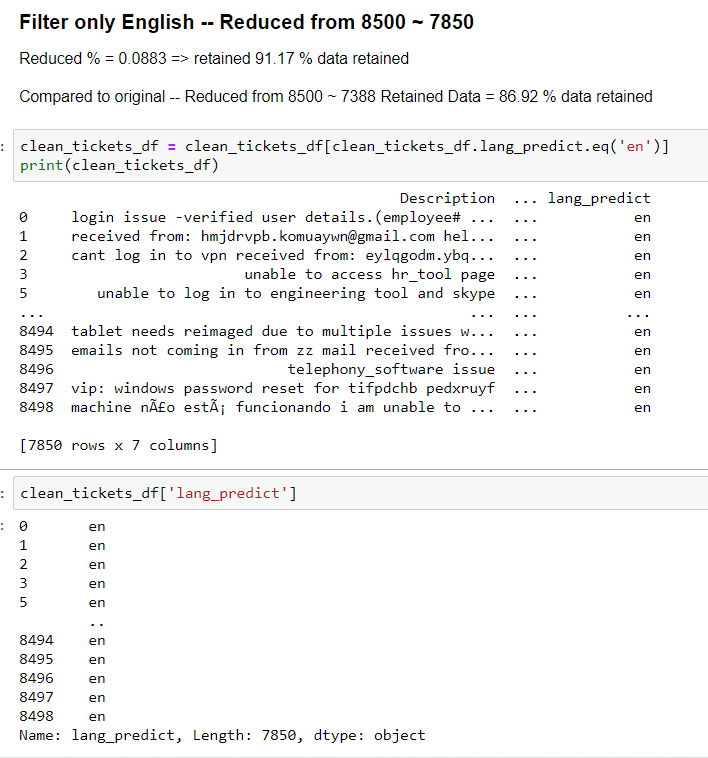 Filter only English -- Reduced from 8500 ~ 7850
Reduced % = 0.0883 => retained 91.17 % data retained
Compared to original -- Reduced from 8500 ~ 7388 Retained Data = 86.92 % data retained
: clean_tickets_df = clean_tickets_df[clean_tickets_df.lang_predict.eq('en')]
print(clean_tickets_df)
Description ... lang_predict
0 login issue -verified user details.(employee# ... ... en
1 received from: hmjdrvpb.komuaywn@gmail.com hel... ... en
2 cant log in to vpn received from: eylqgodm.ybq... ... en
3 unable to access hr_tool page ... en
5 unable to log in to engineering tool and skype ... en
... ... ... ...
8494 tablet needs reimaged due to multiple issues w... ... en
8495 emails not coming in from zz mail received fro... ... en
8496 telephony_software issue ... en
8497 vip: windows password reset for tifpdchb pedxruyf ... en
8498 machine nÃ£o estÃ¡ funcionando i am unable to ... ... en
[7850 rows x 7 columns]
: clean_tickets_df['lang_predict']
: 0 en
1 en
2 en
3 en
5 en
..
8494 en
8495 en
8496 en
8497 en
8498 en
Name: lang_predict, Length: 7850, dtype: object